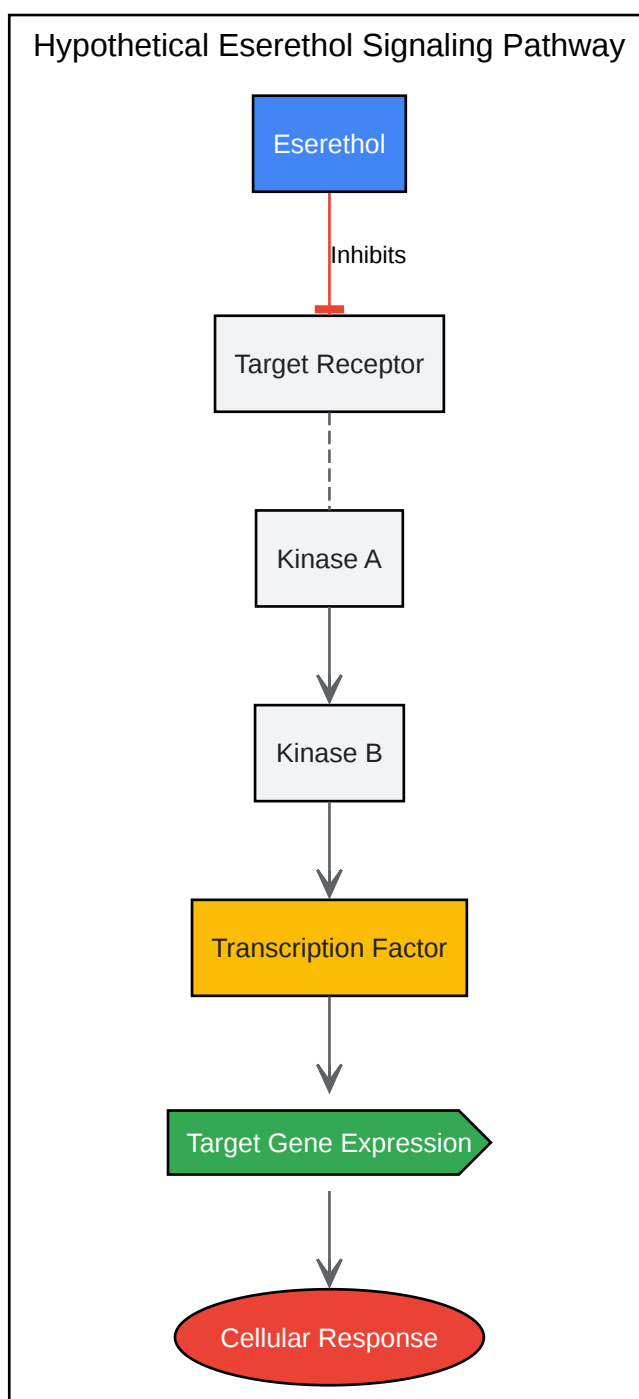 Hypothetical Eserethol Signaling Pathway
Eserethol
Inhibits
Target Receptor
Kinase A
Kinase B
Transcription Factor
Target Gene Expression
Cellular Response